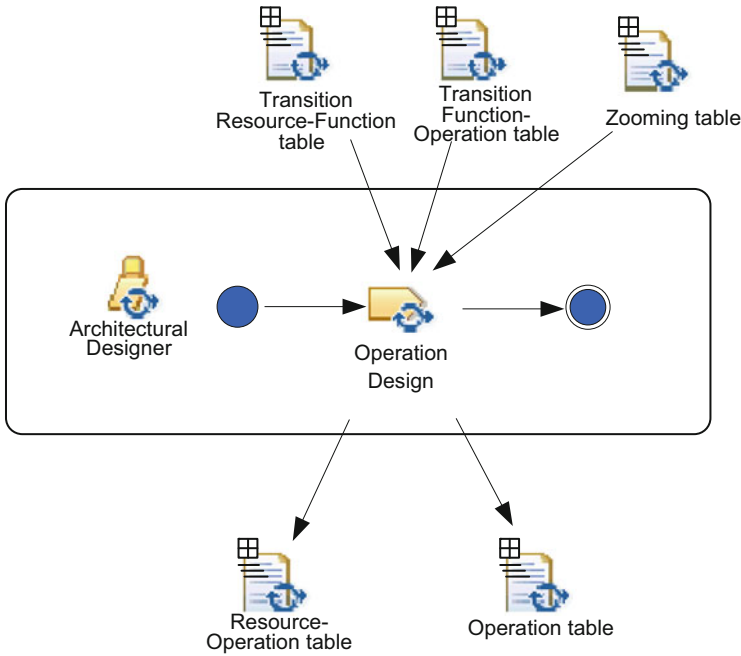 Transition
Resource-Function
table
Transition
Function-
Operation table
Zooming table
Architectural
Designer
Operation
Design
Resource-
Operation table
Operation table